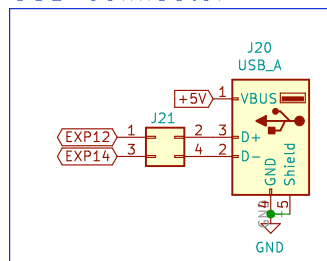 J20
USB_A
+5V 1 VBUS
J21
EXP12 1 2 3 D+
EXP14 3 4 2 D-
GND
Shield
4 5
GND
GND